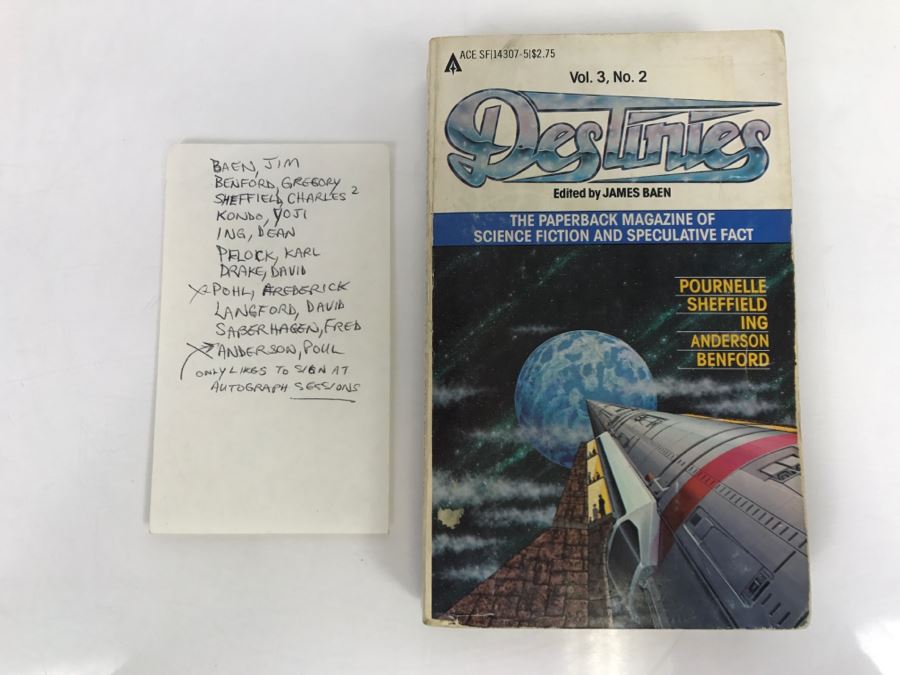 BAEN, JIM
BENFORD, GREGORY
SHEFFIELD, CHARLES 2
KONDO, YOJI
ING, DEAN
PFLOCK, KARL
DRAKE, DAVID
X POHL, FREDERICK
LANGFORD, DAVID
SABERHAGEN, FRED
X ANDERSON, POUL
ONLY LIKES TO SIGN AT
AUTOGRAPH SESSIONS
ACE SF|14307-5|$2.75
Vol. 3, No. 2
Destinies
Edited by JAMES BAEN
THE PAPERBACK MAGAZINE OF
SCIENCE FICTION AND SPECULATIVE FACT
POURNELLE
SHEFFIELD
ING
ANDERSON
BENFORD